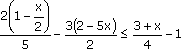 2(1 − x/2)/5 − 3(2 − 5x)/2 ≤ (3 + x)/4 − 1